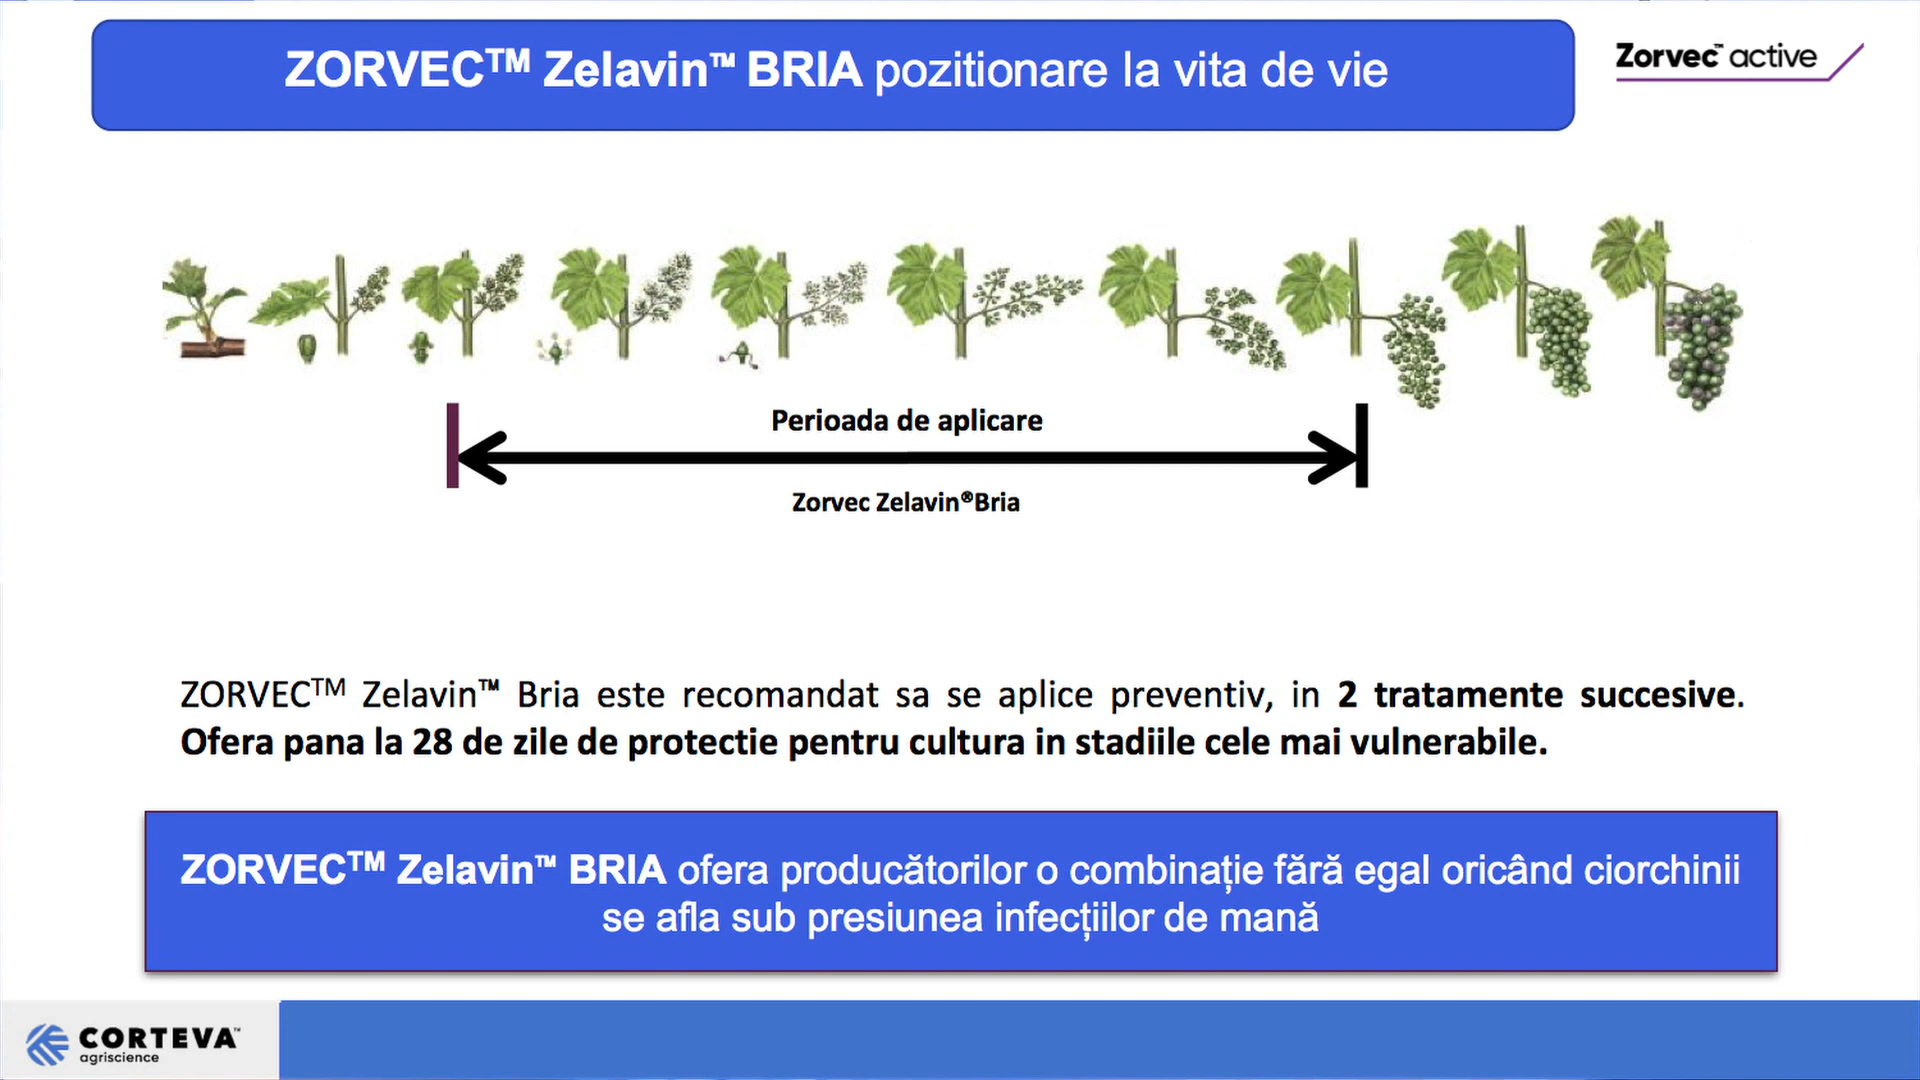 ZORVEC™ Zelavin™ BRIA pozitionare la vita de vie
Zorvec™ active
Perioada de aplicare
Zorvec Zelavin®Bria
ZORVEC™ Zelavin™ Bria este recomandat sa se aplice preventiv, in 2 tratamente succesive.
Ofera pana la 28 de zile de protectie pentru cultura in stadiile cele mai vulnerabile.
ZORVEC™ Zelavin™ BRIA ofera producătorilor o combinație fără egal oricând ciorchinii
se afla sub presiunea infecțiilor de mană
CORTEVA™
agriscience